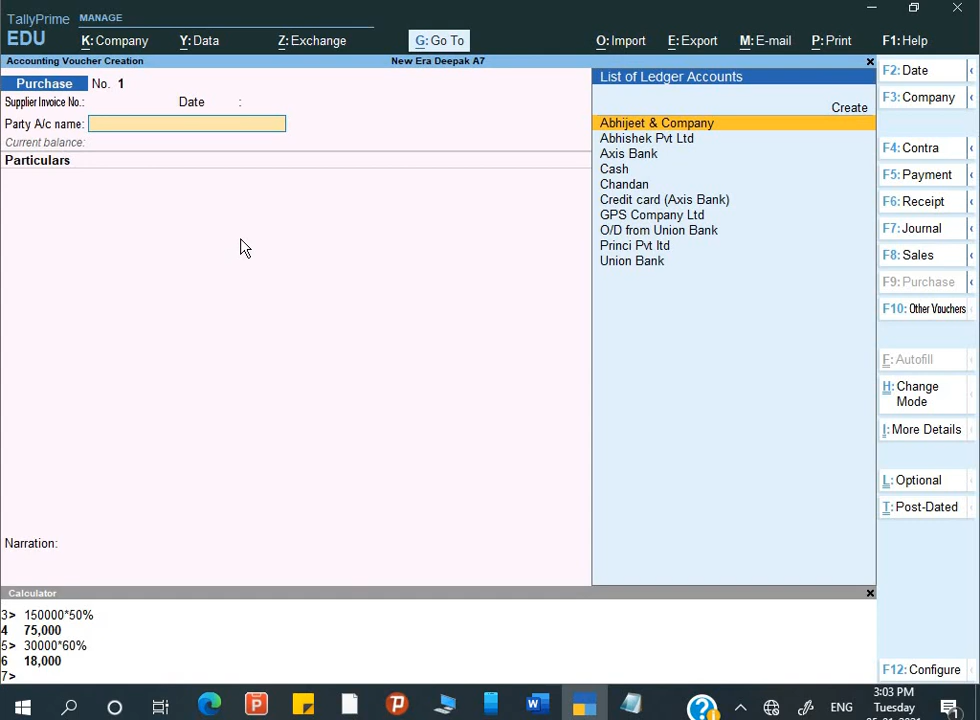 TallyPrime
MANAGE
EDU
K: Company
Y: Data
Z: Exchange
G: Go To
O: Import
E: Export
M: E-mail
P: Print
F1: Help
Accounting Voucher Creation
New Era Deepak A7
×
Purchase No. 1
Supplier Invoice No.:
Date :
Party A/c name:
Current balance:
Particulars
Narration:
List of Ledger Accounts
Create
Abhijeet & Company
Abhishek Pvt Ltd
Axis Bank
Cash
Chandan
Credit card (Axis Bank)
GPS Company Ltd
O/D from Union Bank
Princi Pvt ltd
Union Bank
F2: Date
F3: Company
F4: Contra
F5: Payment
F6: Receipt
F7: Journal
F8: Sales
F9: Purchase
F10: Other Vouchers
F: Autofill
H: Change
Mode
I: More Details
L: Optional
T: Post-Dated
F12: Configure
Calculator
×
3> 150000*50%
4 75,000
5> 30000*60%
6 18,000
7>
ENG
3:03 PM
Tuesday